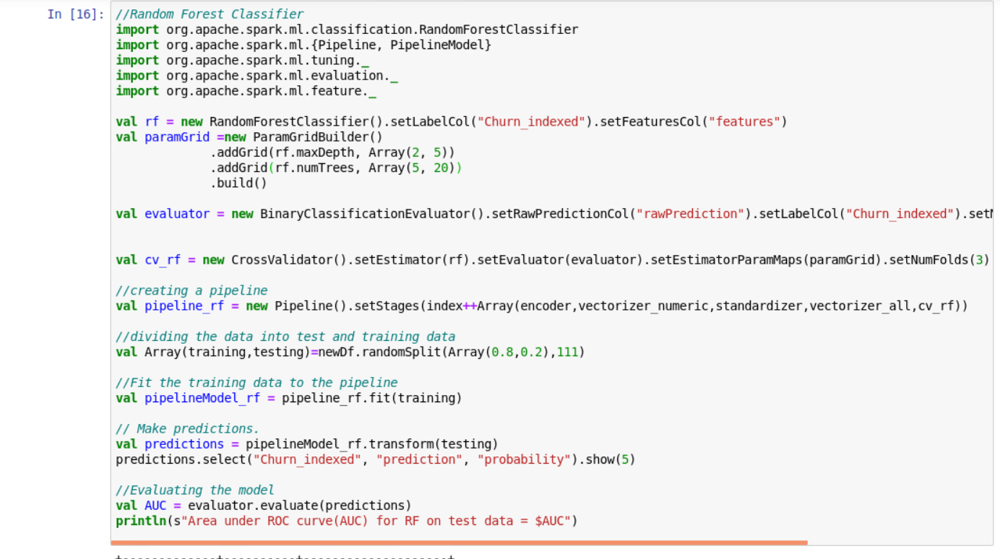 In [16]: //Random Forest Classifier
import org.apache.spark.ml.classification.RandomForestClassifier
import org.apache.spark.ml.{Pipeline, PipelineModel}
import org.apache.spark.ml.tuning._
import org.apache.spark.ml.evaluation._
import org.apache.spark.ml.feature._
val rf = new RandomForestClassifier().setLabelCol("Churn_indexed").setFeaturesCol("features")
val paramGrid =new ParamGridBuilder()
.addGrid(rf.maxDepth, Array(2, 5))
.addGrid(rf.numTrees, Array(5, 20))
.build()
val evaluator = new BinaryClassificationEvaluator().setRawPredictionCol("rawPrediction").setLabelCol("Churn_indexed").set
val cv_rf = new CrossValidator().setEstimator(rf).setEvaluator(evaluator).setEstimatorParamMaps(paramGrid).setNumFolds(3)
//creating a pipeline
val pipeline_rf = new Pipeline().setStages(index++Array(encoder,vectorizer_numeric,standardizer,vectorizer_all,cv_rf))
//dividing the data into test and training data
val Array(training,testing)=newDf.randomSplit(Array(0.8,0.2),111)
//Fit the training data to the pipeline
val pipelineModel_rf = pipeline_rf.fit(training)
// Make predictions.
val predictions = pipelineModel_rf.transform(testing)
predictions.select("Churn_indexed", "prediction", "probability").show(5)
//Evaluating the model
val AUC = evaluator.evaluate(predictions)
println(s"Area under ROC curve(AUC) for RF on test data = $AUC")